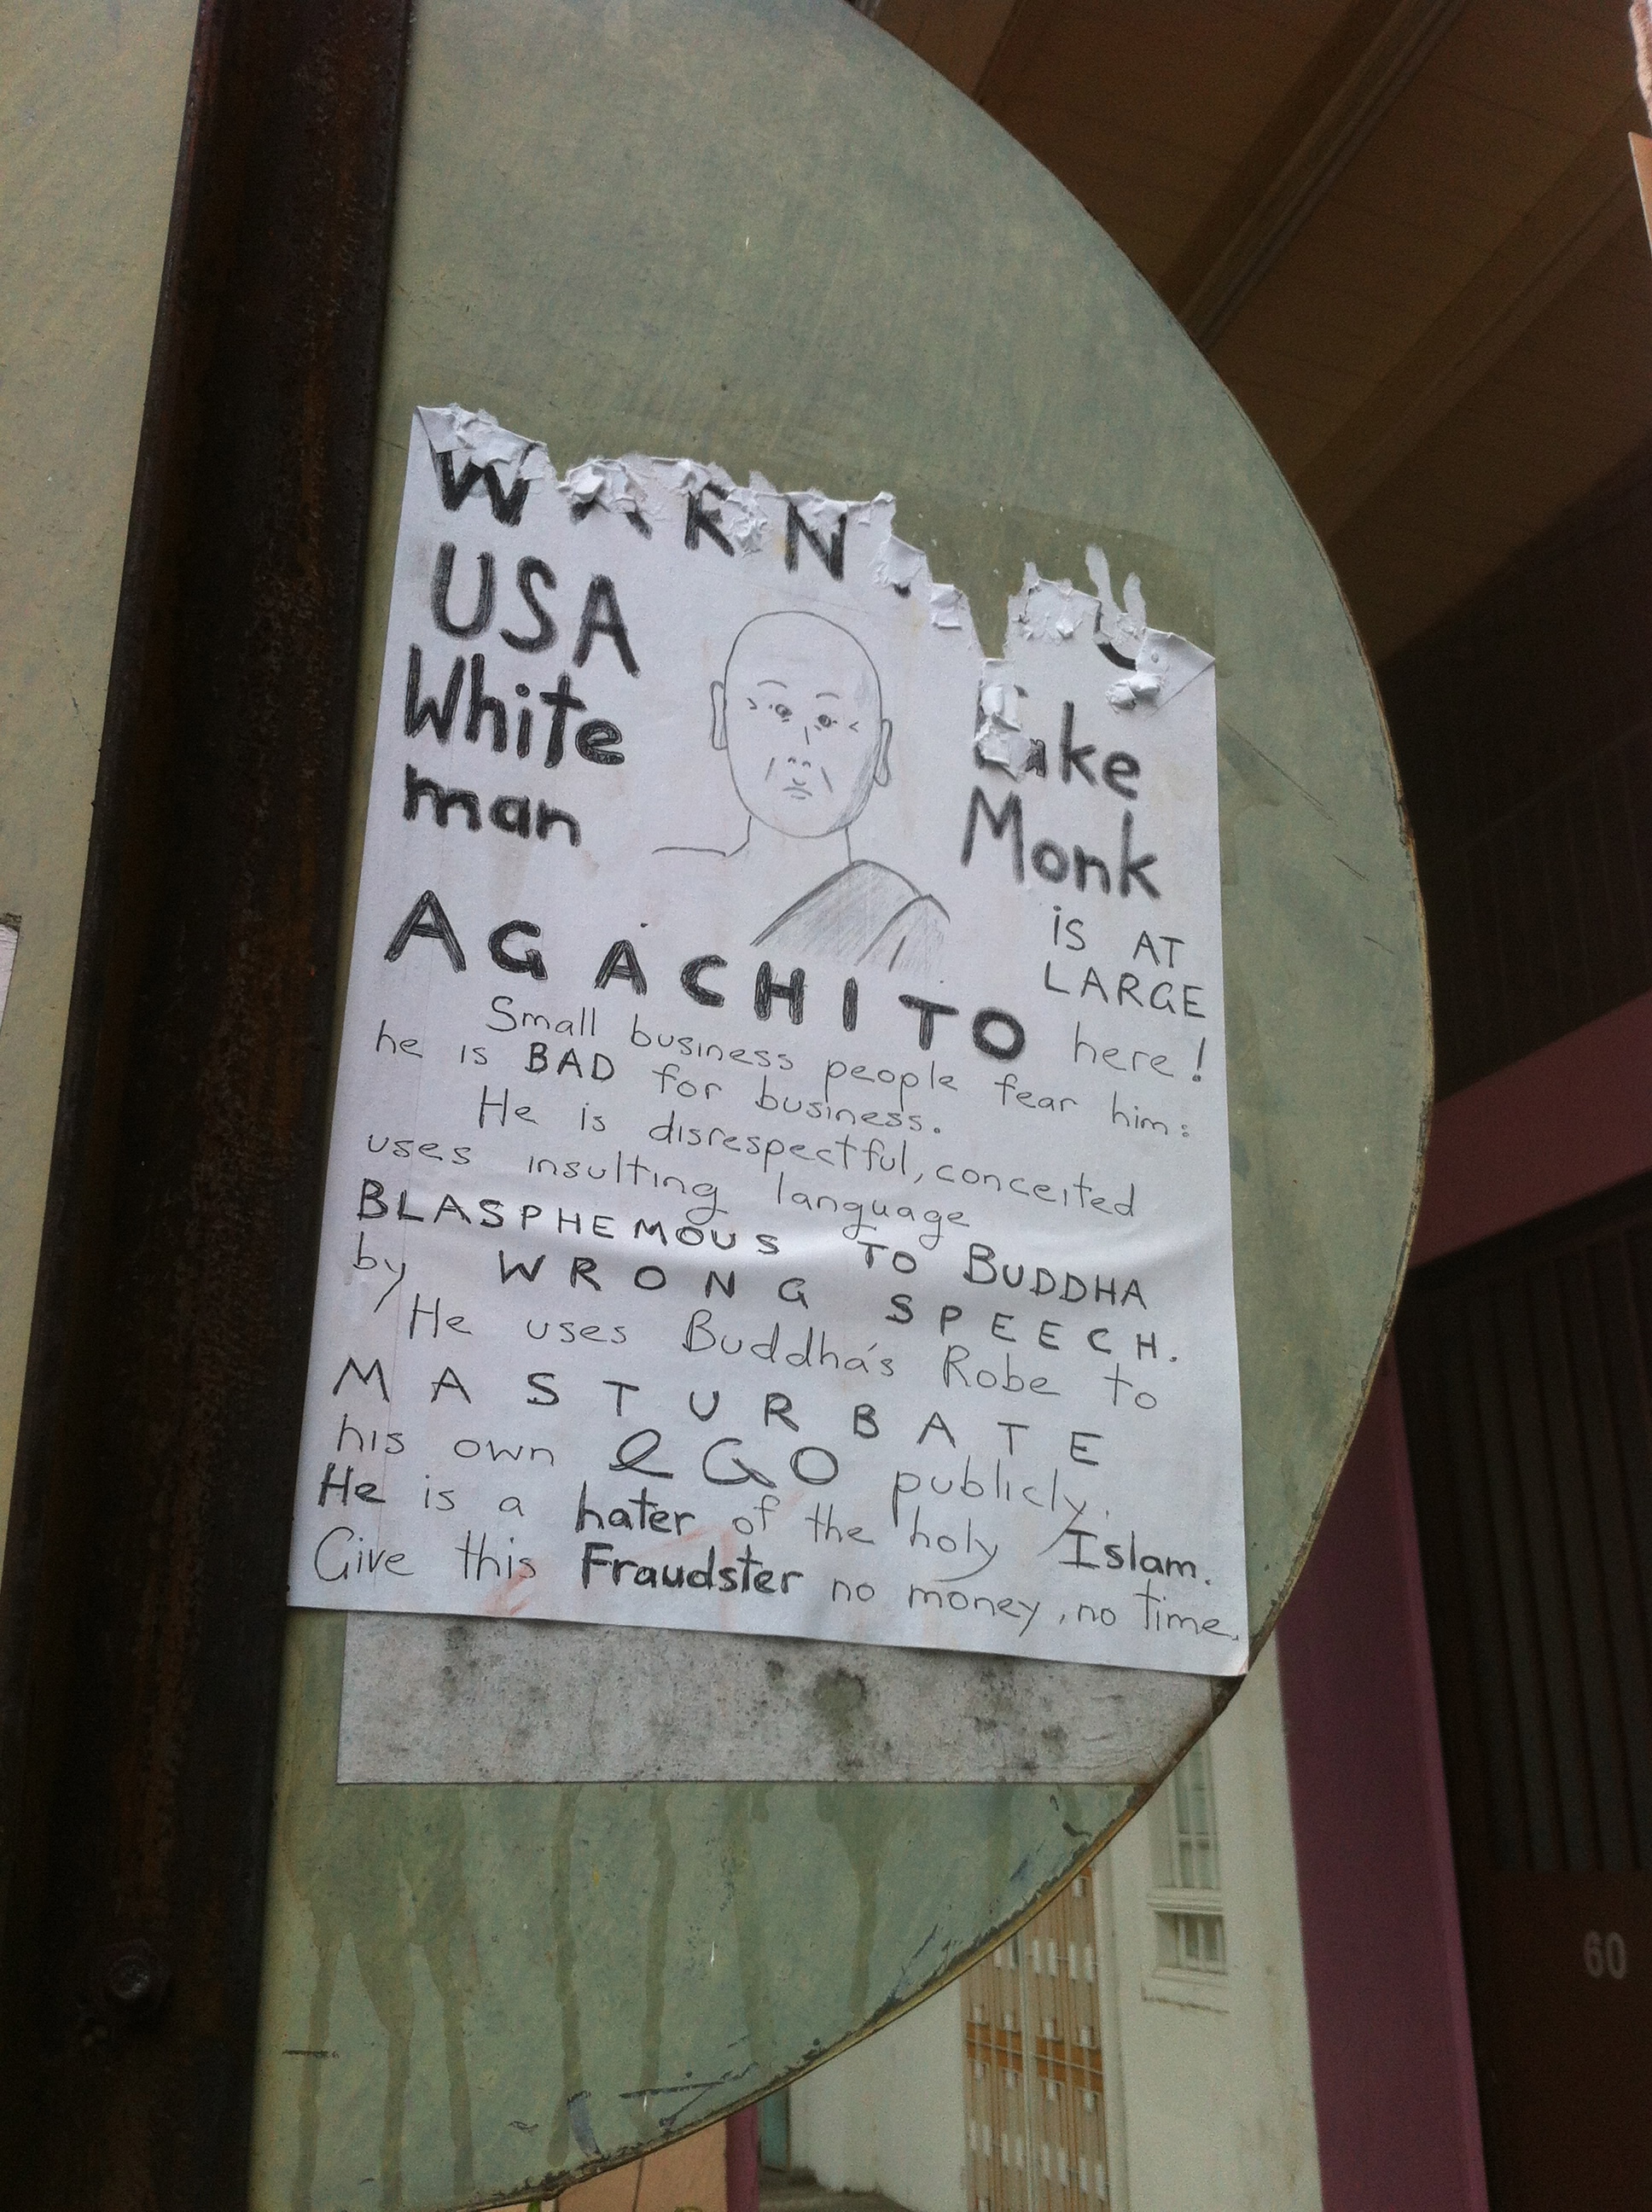 WARN
USA
White
man
Fake
Monk
is AT
LARGE
AGACHITO here!
Small business people fear him:
he is BAD for business.
He is disrespectful, conceited
uses insulting language
BLASPHEMOUS TO BUDDHA
by WRONG SPEECH.
He uses Buddha's Robe to
MASTURBATE
his own eGO publicly.
He is a hater of the holy Islam.
Give this Fraudster no money, no time.
60